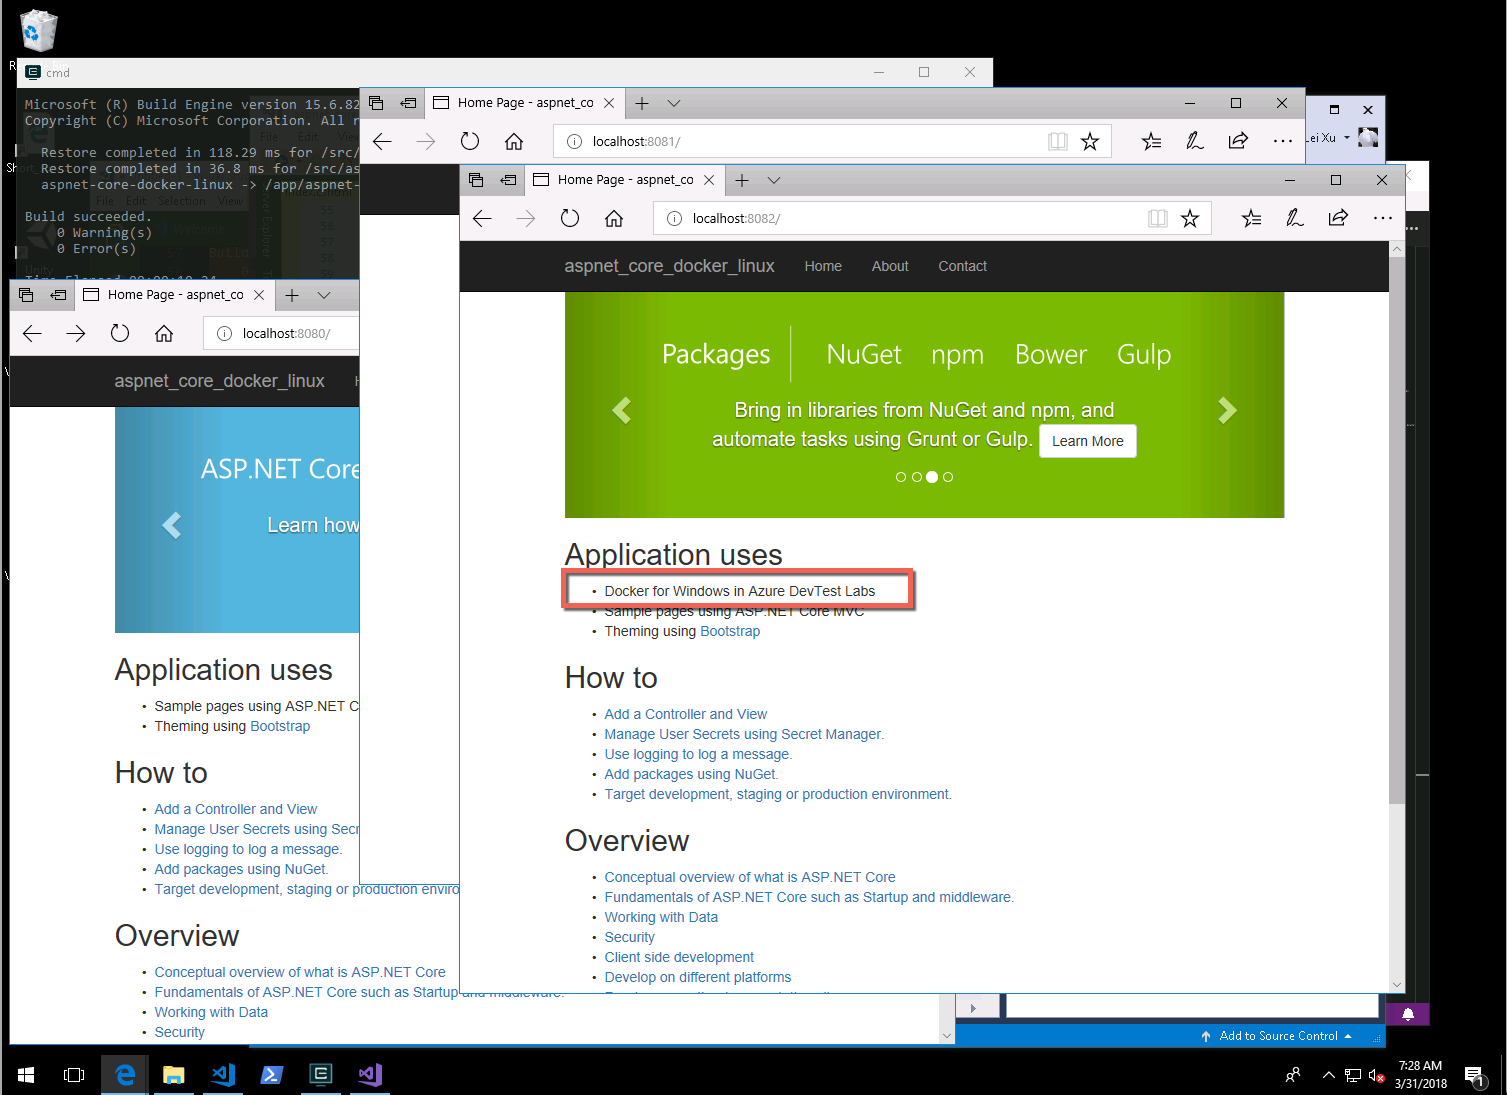 cmd
Microsoft (R) Build Engine version 15.6.82
Copyright (C) Microsoft Corporation. All r
Restore completed in 118.29 ms for /src/
Restore completed in 36.8 ms for /src/as
aspnet-core-docker-linux -> /app/aspnet-
Build succeeded.
0 Warning(s)
0 Error(s)
Home Page - aspnet_co
localhost:8081/
Lei Xu
Home Page - aspnet_co
localhost:8082/
aspnet_core_docker_linux Home About Contact
Packages NuGet npm Bower Gulp
Bring in libraries from NuGet and npm, and
automate tasks using Grunt or Gulp. Learn More
Application uses
• Docker for Windows in Azure DevTest Labs
• Sample pages using ASP.NET Core MVC
• Theming using Bootstrap
How to
• Add a Controller and View
• Manage User Secrets using Secret Manager.
• Use logging to log a message.
• Add packages using NuGet.
• Target development, staging or production environment.
Overview
• Conceptual overview of what is ASP.NET Core
• Fundamentals of ASP.NET Core such as Startup and middleware.
• Working with Data
• Security
• Client side development
• Develop on different platforms
Home Page - aspnet_co
localhost:8080/
aspnet_core_docker_linux
ASP.NET Core
Learn how
Application uses
• Sample pages using ASP.NET C
• Theming using Bootstrap
How to
• Add a Controller and View
• Manage User Secrets using Secr
• Use logging to log a message.
• Add packages using NuGet.
• Target development, staging or production enviro
Overview
• Conceptual overview of what is ASP.NET Core
• Fundamentals of ASP.NET Core such as Startup and middleware.
• Working with Data
• Security
Add to Source Control
7:28 AM
3/31/2018
1